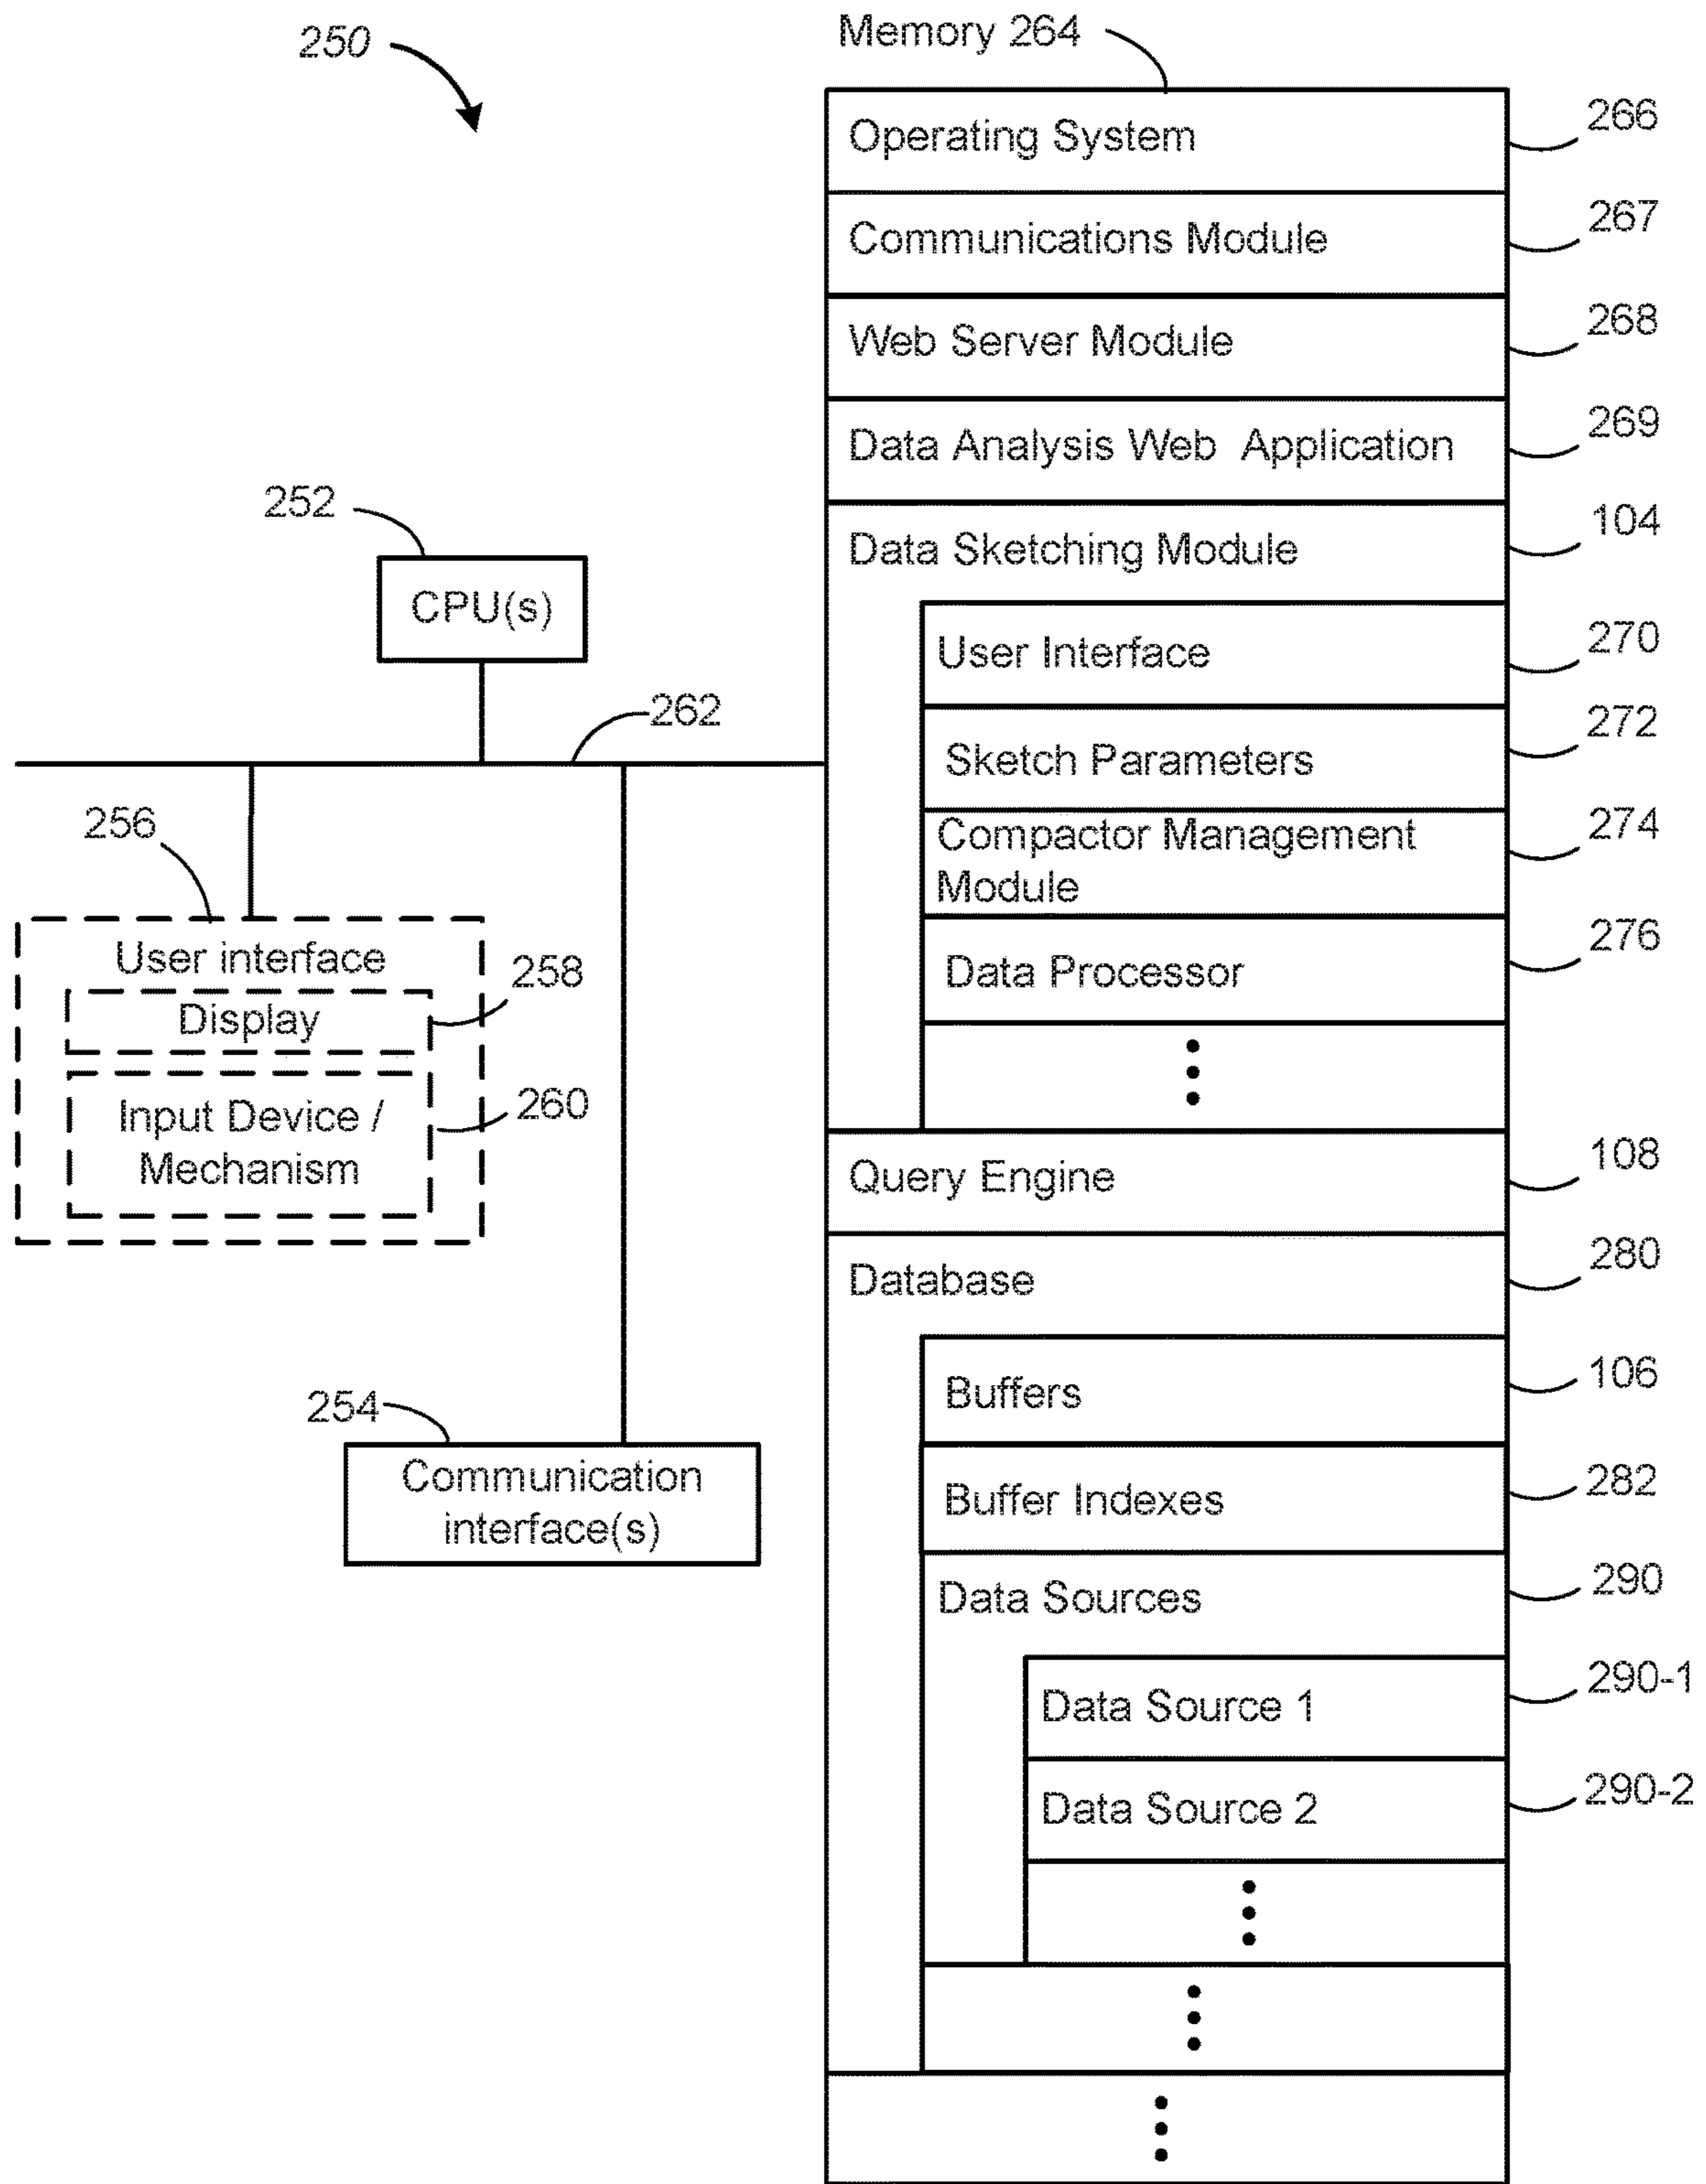 250
Memory 264
Operating System
266
Communications Module
267
Web Server Module
268
Data Analysis Web Application
269
Data Sketching Module
104
User Interface
270
Sketch Parameters
272
Compactor Management
Module
274
Data Processor
276
Query Engine
108
Database
280
Buffers
106
Buffer Indexes
282
Data Sources
290
Data Source 1
290-1
Data Source 2
290-2
252
CPU(s)
262
256
User interface
Display
258
Input Device /
Mechanism
260
254
Communication
interface(s)